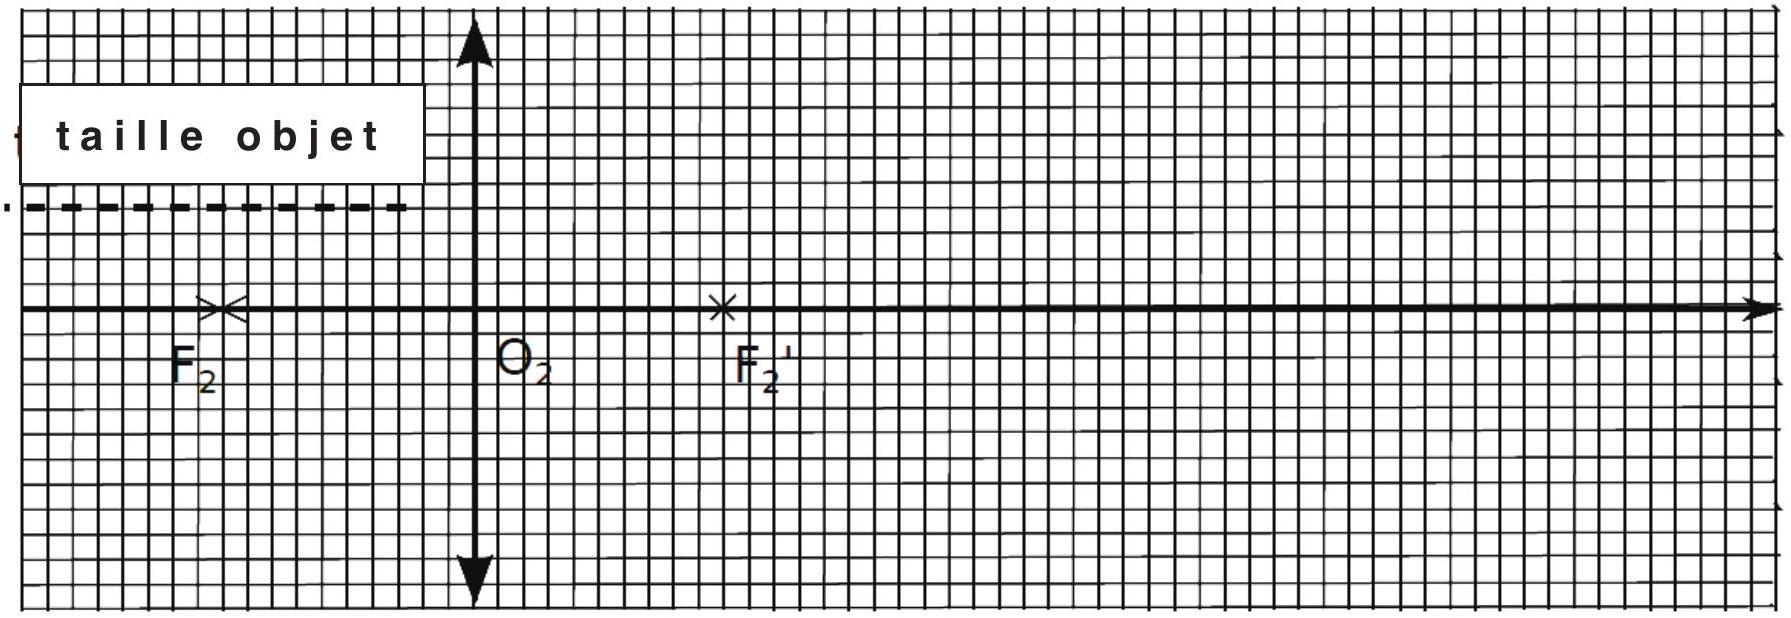 taille objet
F₂
O₂
F₂'